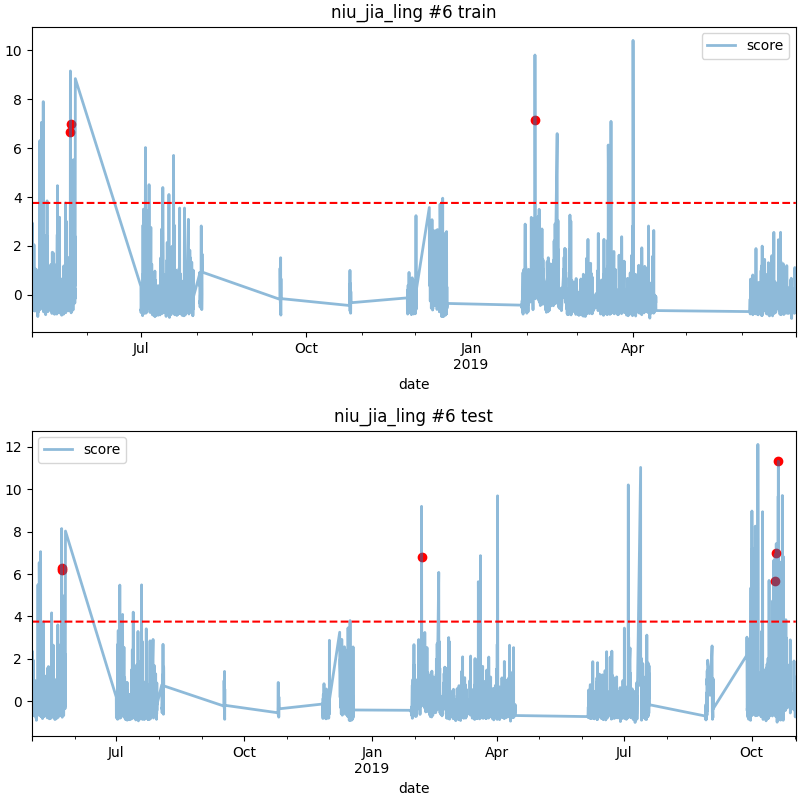 niu_jia_ling #6 train
score
10
8
6
4
2
0
Jul
Oct
Jan
2019
Apr
date
niu_jia_ling #6 test
score
12
10
8
6
4
2
0
Jul
Oct
Jan
2019
Apr
Jul
Oct
date